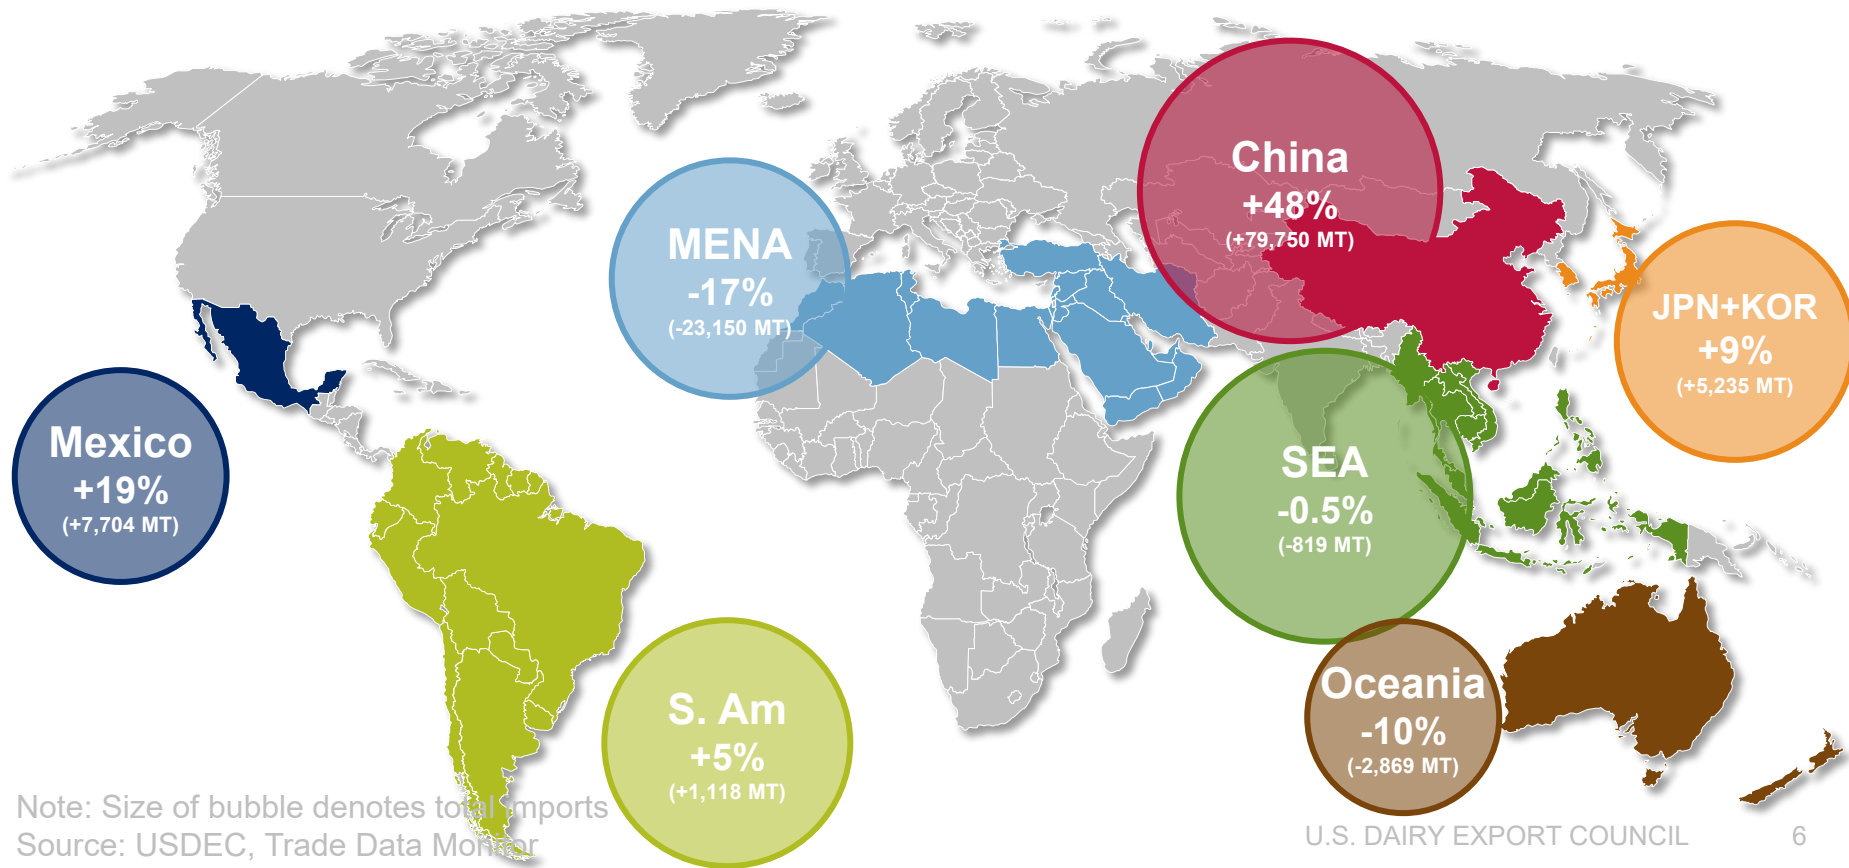 China
+48%
(+79,750 MT)
MENA
-17%
(-23,150 MT)
JPN+KOR
+9%
(+5,235 MT)
Mexico
+19%
(+7,704 MT)
SEA
-0.5%
(-819 MT)
S. Am
+5%
(+1,118 MT)
Oceania
-10%
(-2,869 MT)
Note: Size of bubble denotes total imports
Source: USDEC, Trade Data Monitor
U.S. DAIRY EXPORT COUNCIL 6